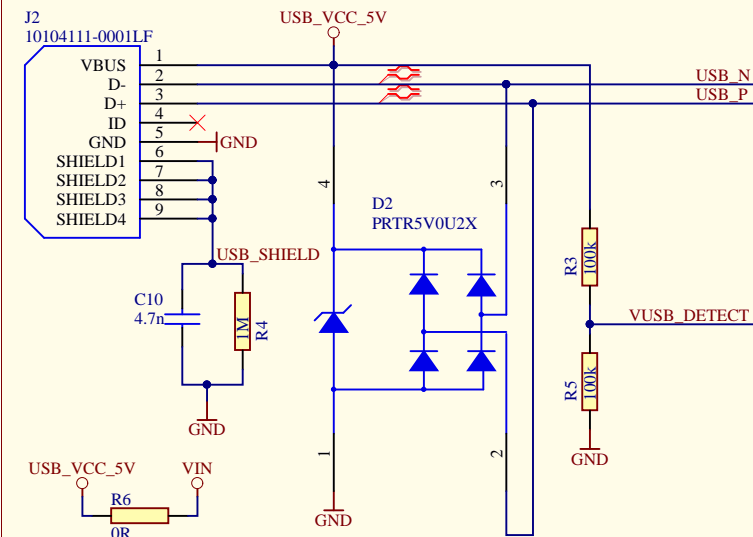 J2
10104111-0001LF
USB_VCC_5V
VBUS 1
D- 2
D+ 3
ID 4
GND 5
SHIELD1 6
SHIELD2 7
SHIELD3 8
SHIELD4 9
GND
USB_N
USB_P
4
3
D2
PRTR5V0U2X
USB_SHIELD
R3
100k
C10
4.7n
1M
R4
VUSB_DETECT
R5
100k
GND
1
2
GND
USB_VCC_5V
VIN
R6
0R
GND